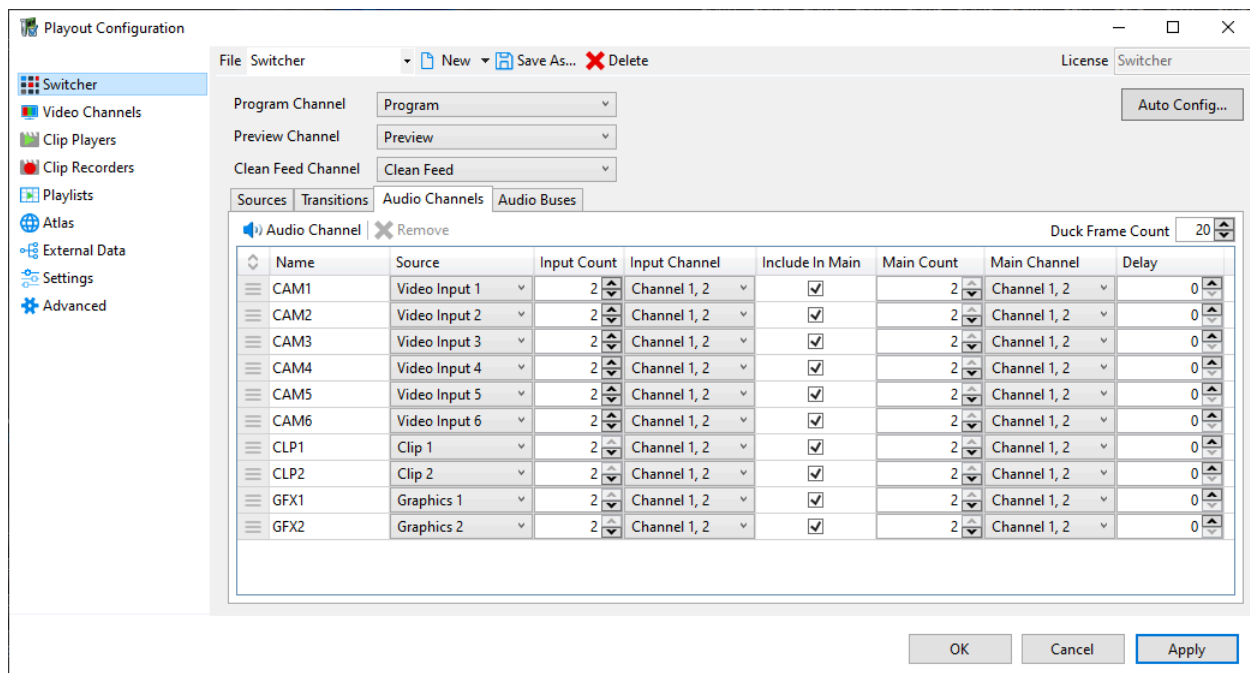 Playout Configuration
File Switcher New Save As... Delete License Switcher
Switcher
Video Channels
Clip Players
Clip Recorders
Playlists
Atlas
External Data
Settings
Advanced
Program Channel Program Auto Config...
Preview Channel Preview
Clean Feed Channel Clean Feed
Sources Transitions Audio Channels Audio Buses
Audio Channel Remove Duck Frame Count 20
Name Source Input Count Input Channel Include In Main Main Count Main Channel Delay
CAM1 Video Input 1 2 Channel 1, 2 2 Channel 1, 2 0
CAM2 Video Input 2 2 Channel 1, 2 2 Channel 1, 2 0
CAM3 Video Input 3 2 Channel 1, 2 2 Channel 1, 2 0
CAM4 Video Input 4 2 Channel 1, 2 2 Channel 1, 2 0
CAM5 Video Input 5 2 Channel 1, 2 2 Channel 1, 2 0
CAM6 Video Input 6 2 Channel 1, 2 2 Channel 1, 2 0
CLP1 Clip 1 2 Channel 1, 2 2 Channel 1, 2 0
CLP2 Clip 2 2 Channel 1, 2 2 Channel 1, 2 0
GFX1 Graphics 1 2 Channel 1, 2 2 Channel 1, 2 0
GFX2 Graphics 2 2 Channel 1, 2 2 Channel 1, 2 0
OK Cancel Apply